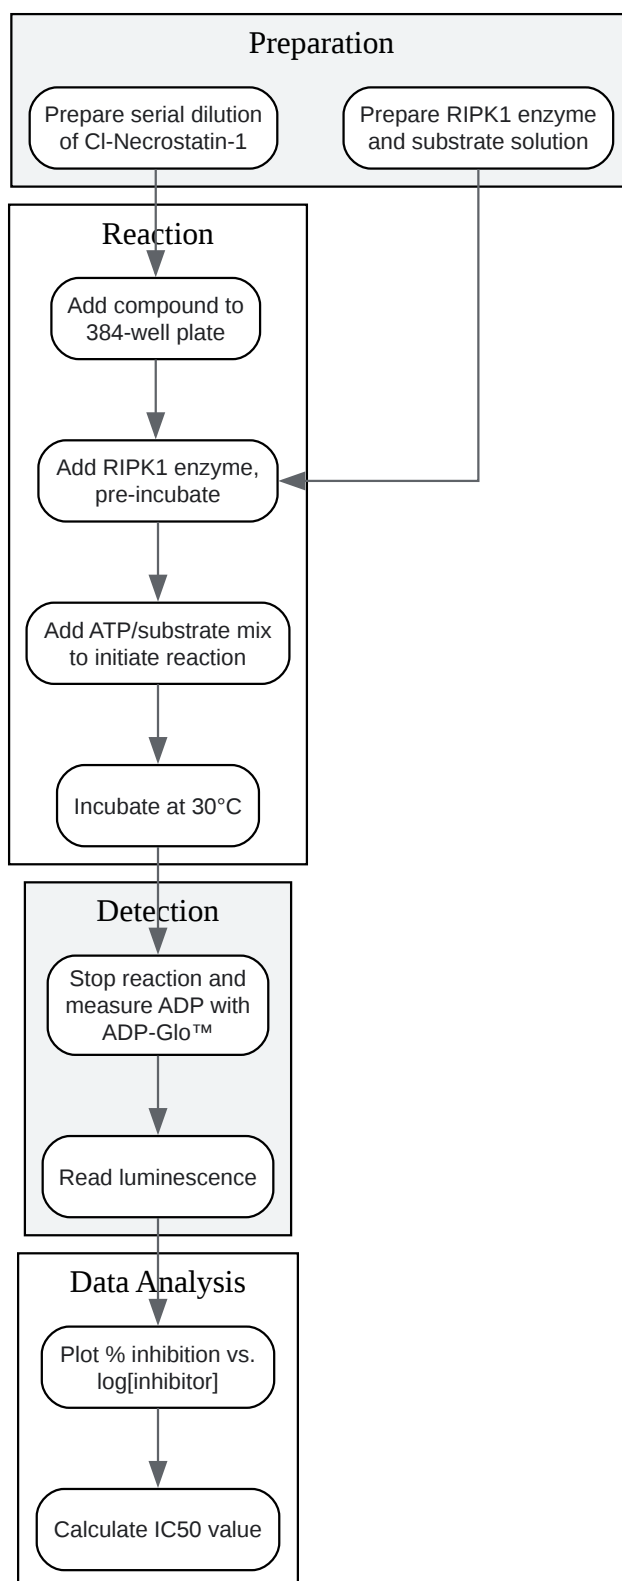 Preparation
Prepare serial dilution
of Cl-Necrostatin-1
Prepare RIPK1 enzyme
and substrate solution
Reaction
Add compound to
384-well plate
Add RIPK1 enzyme,
pre-incubate
Add ATP/substrate mix
to initiate reaction
Incubate at 30°C
Detection
Stop reaction and
measure ADP with
ADP-Glo™
Read luminescence
Data Analysis
Plot % inhibition vs.
log[inhibitor]
Calculate IC50 value